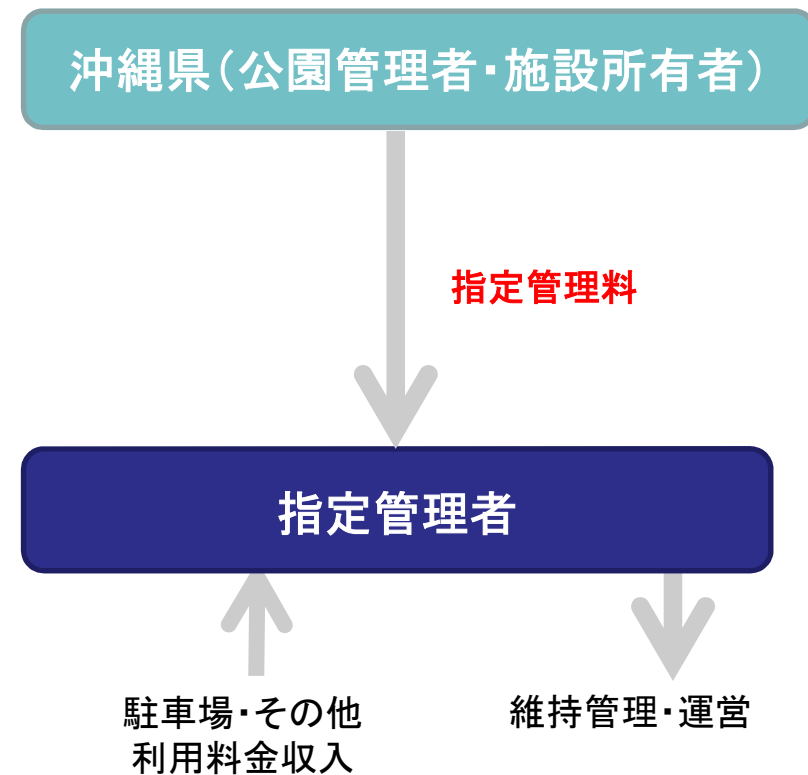 沖縄県（公園管理者・施設所有者）
指定管理料
指定管理者
駐車場・その他
利用料金収入
維持管理・運営